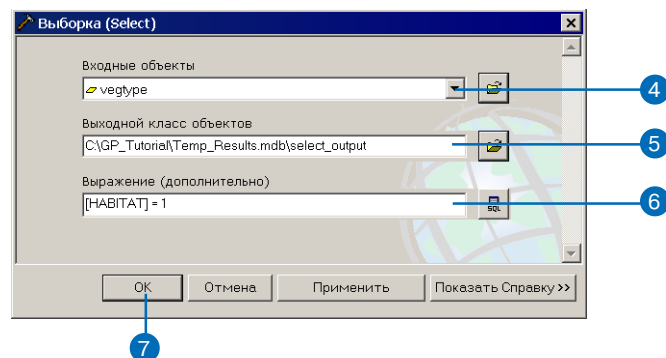 Выборка (Select)
Входные объекты
vegtype
4
Выходной класс объектов
C:\GP_Tutorial\Temp_Results.mdb\select_output
5
Выражение (дополнительно)
[HABITAT] = 1
SQL
6
OK Отмена Применить Показать Справку >>
7